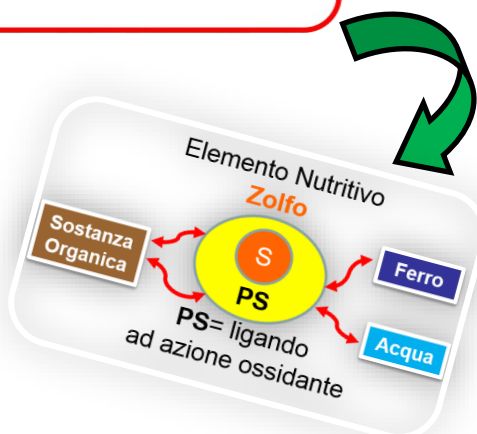 Elemento Nutritivo
Zolfo
Sostanza
Organica
S
PS
Ferro
Acqua
PS= ligando
ad azione ossidante